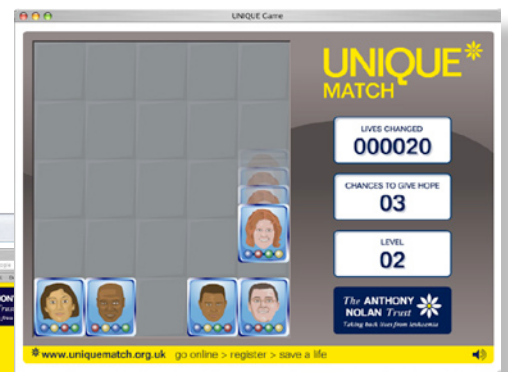 UNIQUE Game
UNIQUE*
MATCH
LIVES CHANGED
000020
CHANCES TO GIVE HOPE
03
LEVEL
02
The ANTHONY
NOLAN Trust
Taking back lives from leukaemia
www.uniquematch.org.uk go online > register > save a life